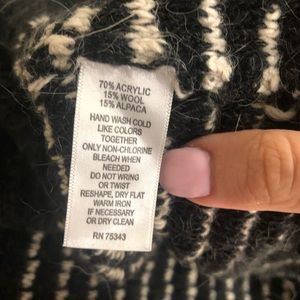 70% ACRYLIC
15% WOOL
15% ALPACA
HAND WASH COLD
LIKE COLORS
TOGETHER
ONLY NON-CHLORINE
BLEACH WHEN
NEEDED
DO NOT WRING
OR TWIST
RESHAPE, DRY FLAT
WARM IRON
IF NECESSARY
OR DRY CLEAN
RN 75343